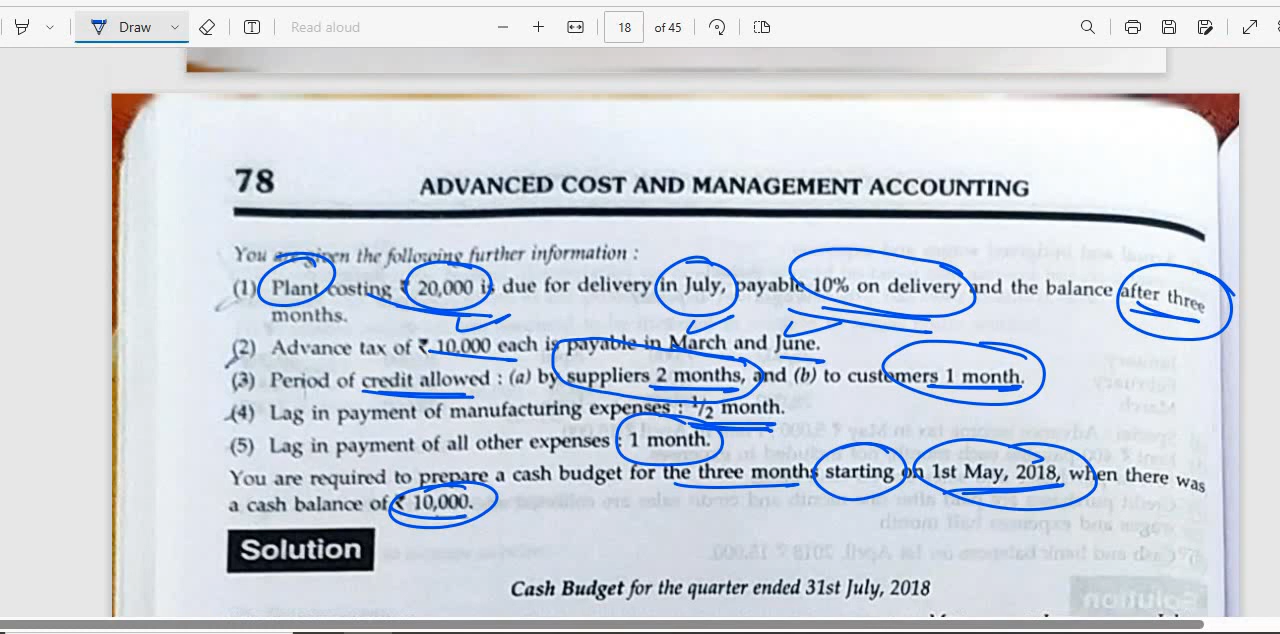 Draw
Read aloud
18 of 45
78 ADVANCED COST AND MANAGEMENT ACCOUNTING
You are given the following further information :
(1) Plant costing ₹ 20,000 is due for delivery in July, payable 10% on delivery and the balance after three
months.
(2) Advance tax of ₹ 10,000 each is payable in March and June.
(3) Period of credit allowed : (a) by suppliers 2 months, and (b) to customers 1 month.
(4) Lag in payment of manufacturing expenses : 1/2 month.
(5) Lag in payment of all other expenses : 1 month.
You are required to prepare a cash budget for the three months starting on 1st May, 2018, when there was
a cash balance of ₹ 10,000.
Solution
Cash Budget for the quarter ended 31st July, 2018